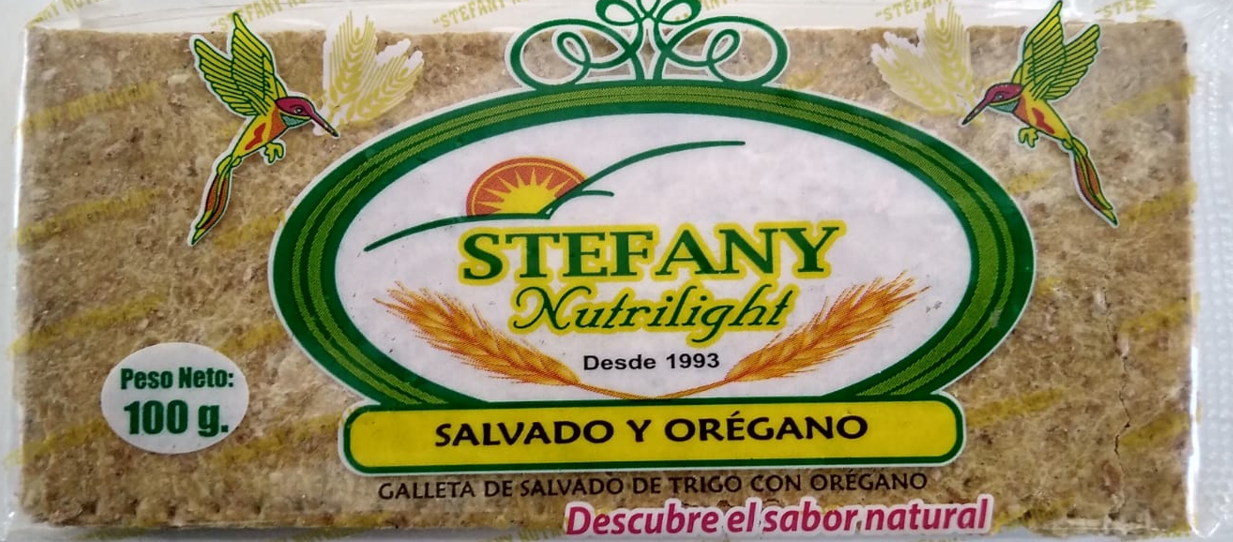 STEFANY
Nutrilight
Desde 1993
Peso Neto:
100 g.
SALVADO Y ORÉGANO
GALLETA DE SALVADO DE TRIGO CON ORÉGANO
Descubre el sabor natural